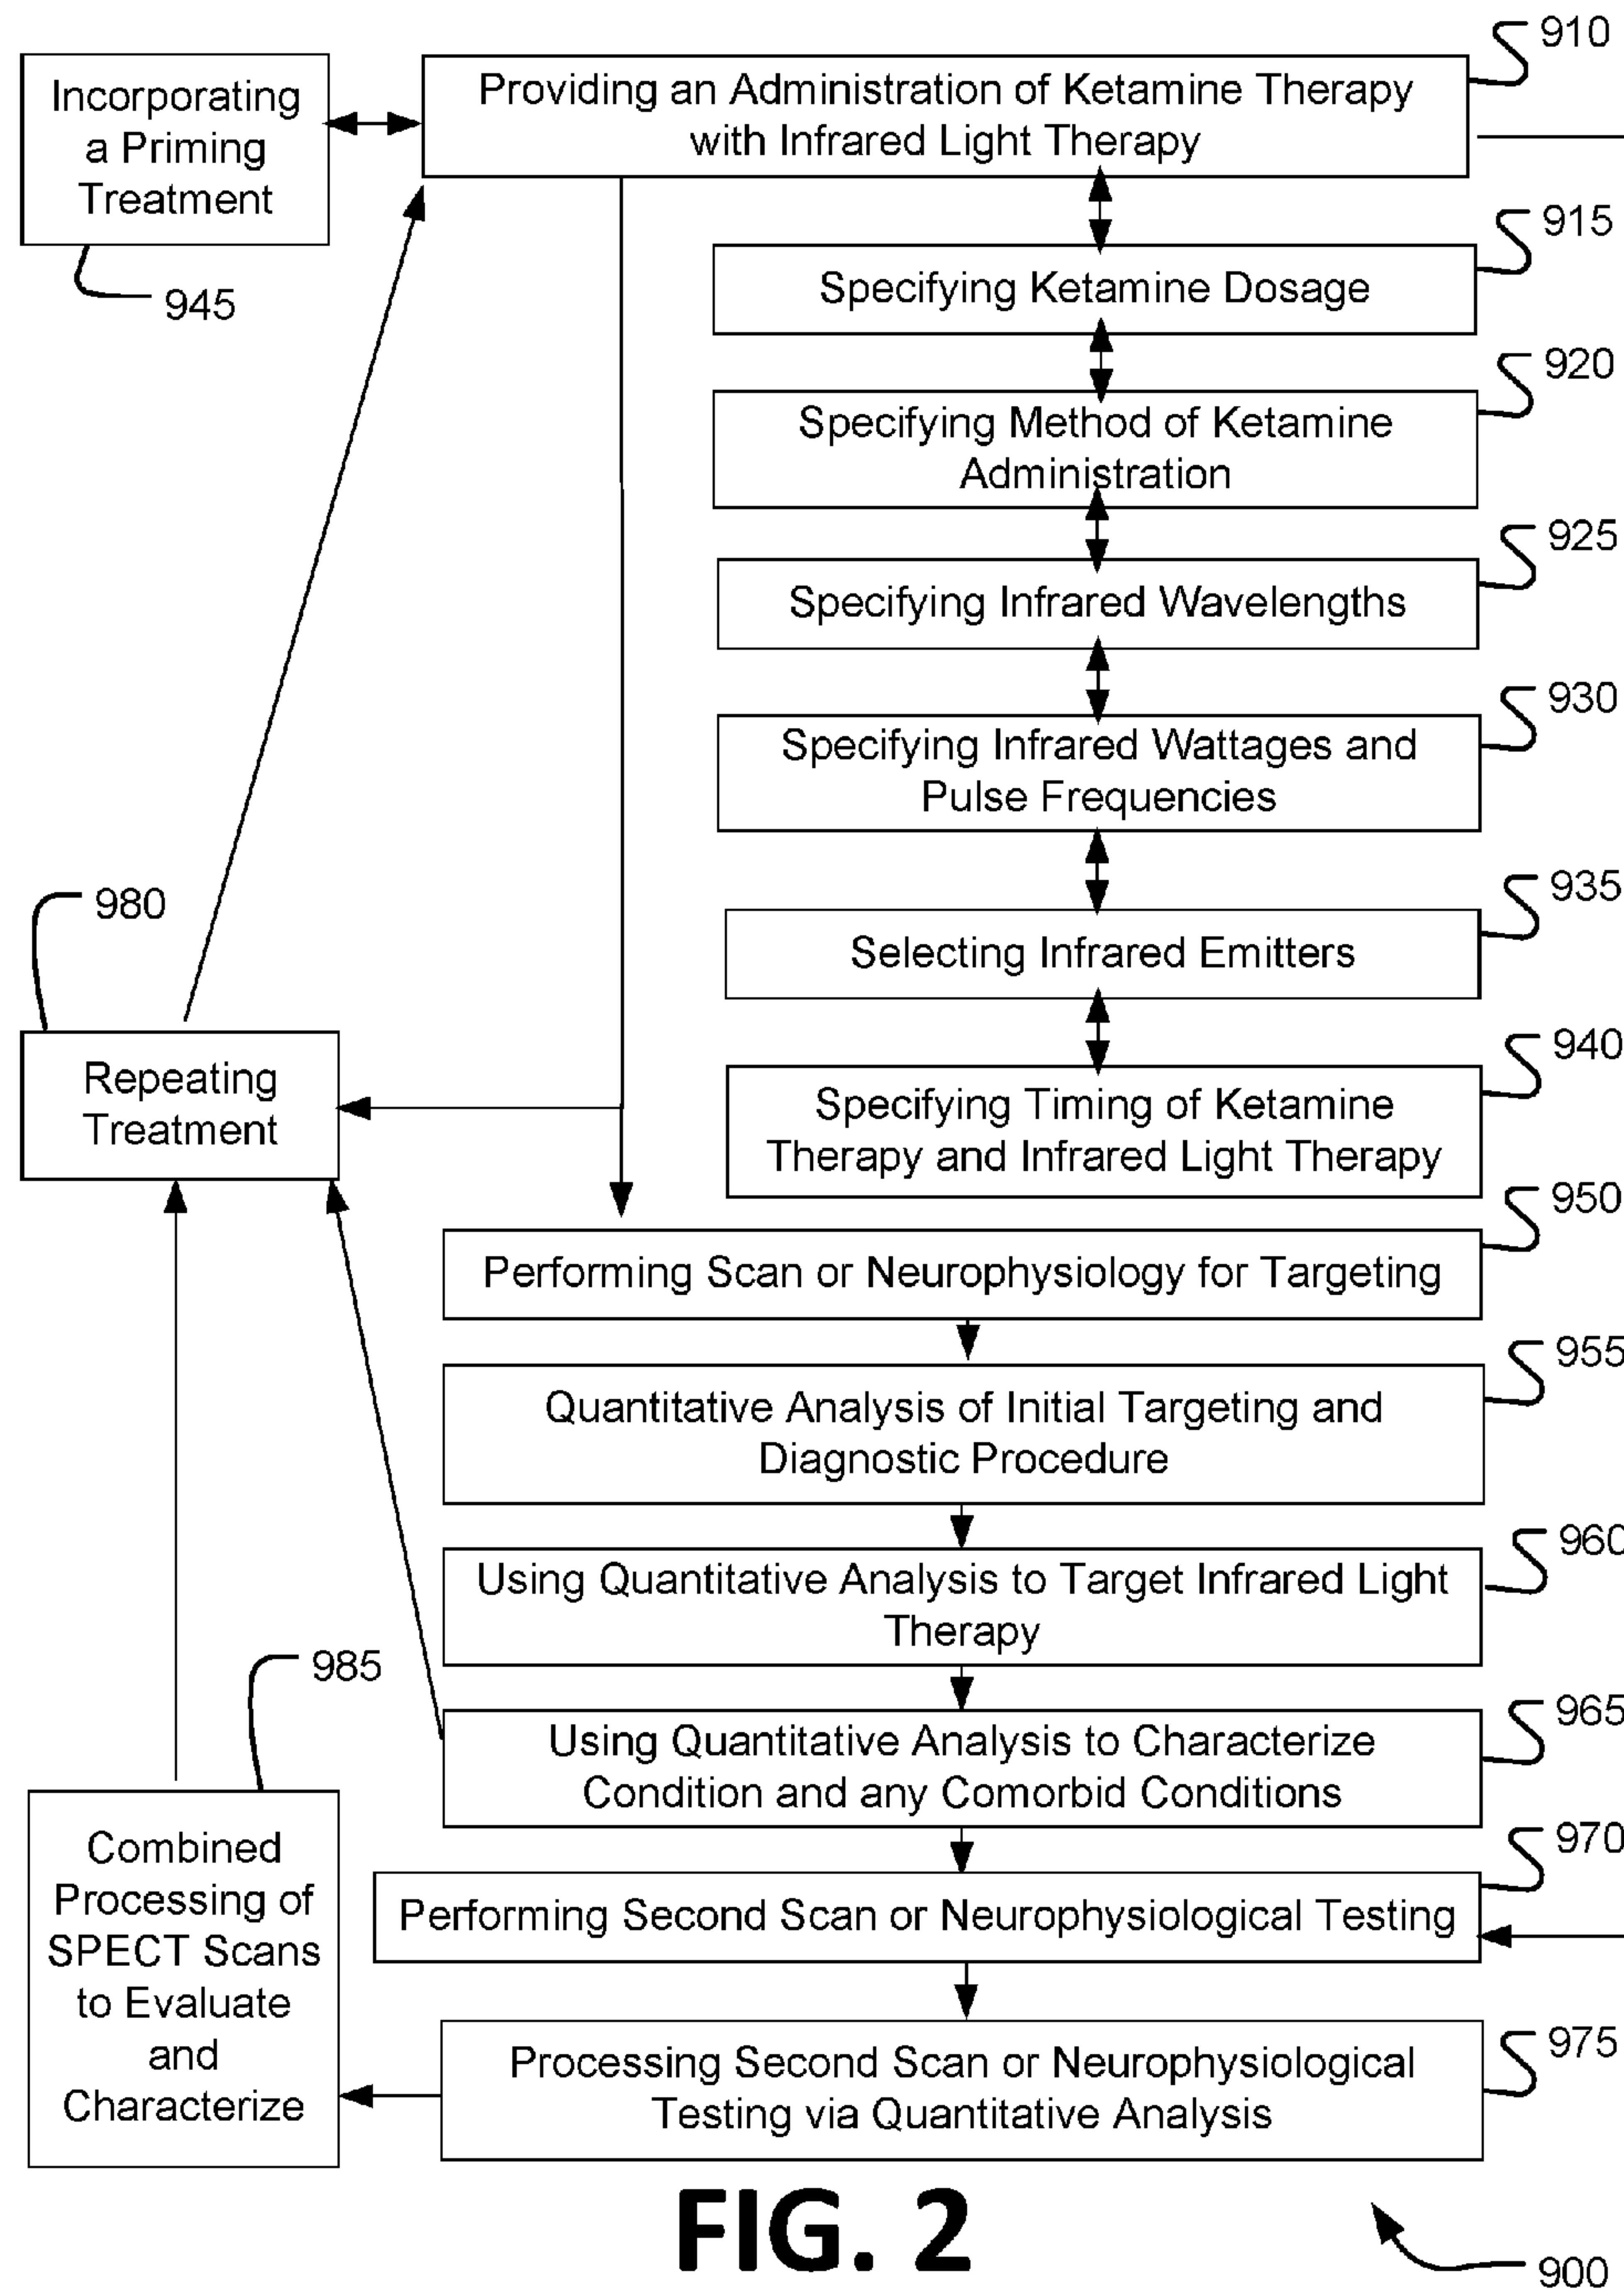 910
Incorporating
a Priming
Treatment
Providing an Administration of Ketamine Therapy
with Infrared Light Therapy
945
915
Specifying Ketamine Dosage
920
Specifying Method of Ketamine
Administration
925
Specifying Infrared Wavelengths
930
Specifying Infrared Wattages and
Pulse Frequencies
935
Selecting Infrared Emitters
980
Repeating
Treatment
940
Specifying Timing of Ketamine
Therapy and Infrared Light Therapy
950
Performing Scan or Neurophysiology for Targeting
955
Quantitative Analysis of Initial Targeting and
Diagnostic Procedure
960
Using Quantitative Analysis to Target Infrared Light
Therapy
965
Using Quantitative Analysis to Characterize
Condition and any Comorbid Conditions
985
Combined
Processing of
SPECT Scans
to Evaluate
and
Characterize
970
Performing Second Scan or Neurophysiological Testing
975
Processing Second Scan or Neurophysiological
Testing via Quantitative Analysis
FIG. 2
900